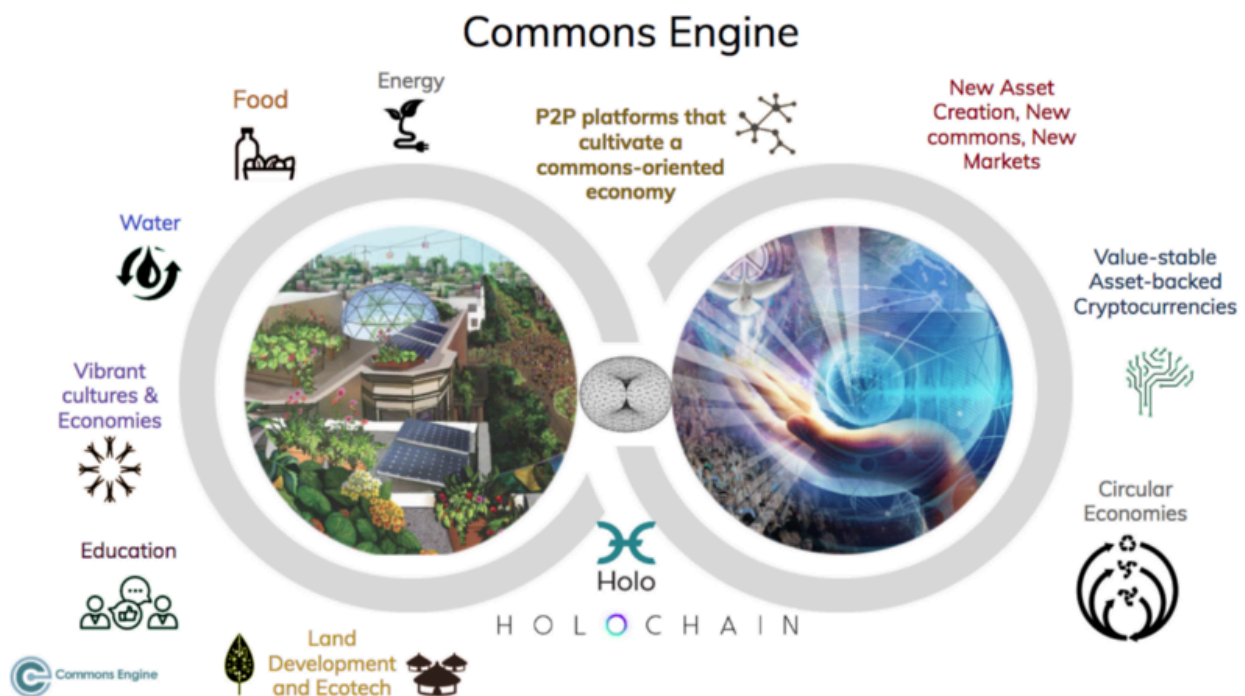 Commons Engine
Food
Energy
P2P platforms that
cultivate a
commons-oriented
economy
New Asset
Creation, New
commons, New
Markets
Water
Value-stable
Asset-backed
Cryptocurrencies
Vibrant
cultures &
Economies
Circular
Economies
Education
Holo
HOLOCHAIN
Land
Development
and Ecotech
Commons Engine